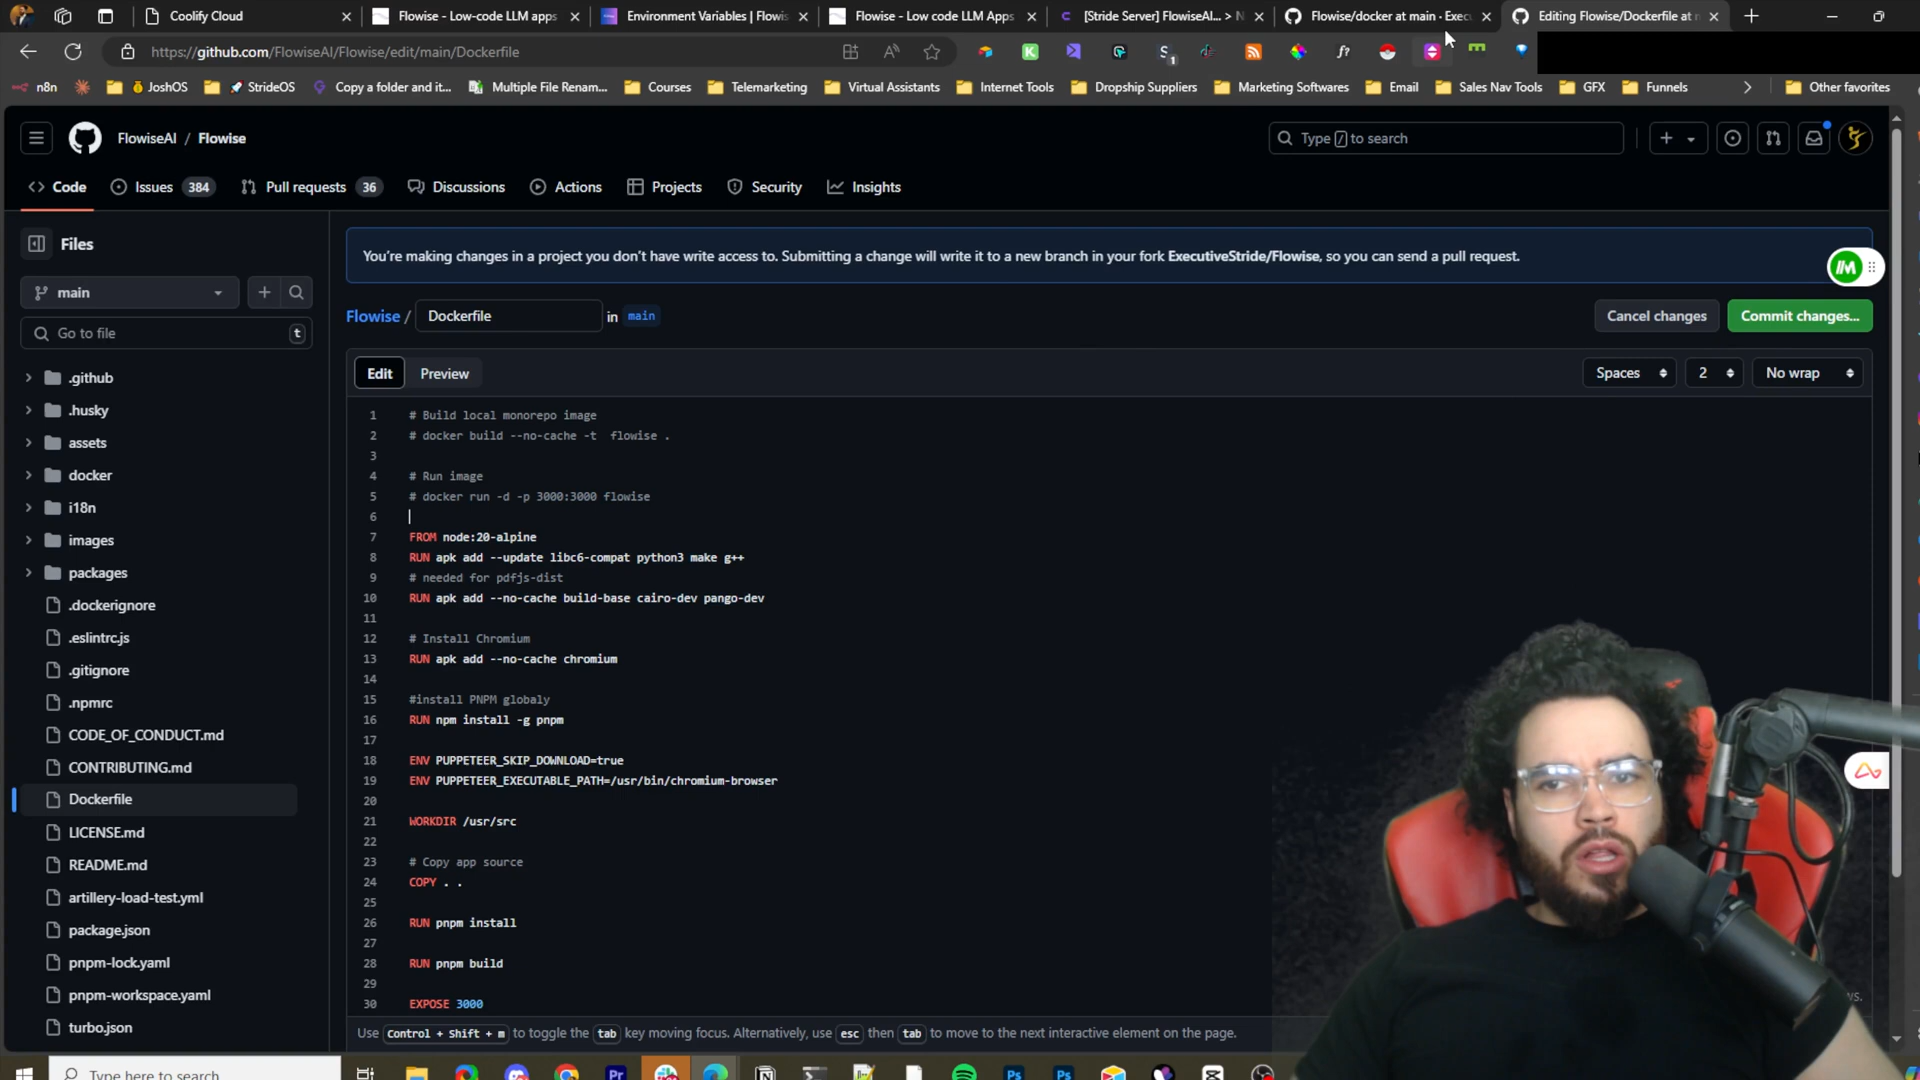 Coolify Cloud
Flowise - Low-code LLM apps
Environment Variables | Flowis
Flowise - Low code LLM Apps
[Stride Server] FlowiseAI... > N
Flowise/docker at main · Exec
Editing Flowise/Dockerfile at
https://github.com/FlowiseAI/Flowise/edit/main/Dockerfile
n8n
JoshOS
StrideOS
Copy a folder and it...
Multiple File Renam...
Courses
Telemarketing
Virtual Assistants
Internet Tools
Dropship Suppliers
Marketing Softwares
Email
Sales Nav Tools
GFX
Funnels
Other favorites
FlowiseAI / Flowise
Type / to search
Code
Issues 384
Pull requests 36
Discussions
Actions
Projects
Security
Insights
Files
main
Go to file
t
.github
.husky
assets
docker
i18n
images
packages
.dockerignore
.eslintrc.js
.gitignore
.npmrc
CODE_OF_CONDUCT.md
CONTRIBUTING.md
Dockerfile
LICENSE.md
README.md
artillery-load-test.yml
package.json
pnpm-lock.yaml
pnpm-workspace.yaml
turbo.json
You're making changes in a project you don't have write access to. Submitting a change will write it to a new branch in your fork ExecutiveStride/Flowise, so you can send a pull request.
Flowise / Dockerfile in main
Cancel changes
Commit changes...
Edit
Preview
Spaces
2
No wrap
1 # Build local monorepo image
2 # docker build --no-cache -t  flowise .
3
4 # Run image
5 # docker run -d -p 3000:3000 flowise
6
7 FROM node:20-alpine
8 RUN apk add --update libc6-compat python3 make g++
9 # needed for pdfjs-dist
10 RUN apk add --no-cache build-base cairo-dev pango-dev
11
12 # Install Chromium
13 RUN apk add --no-cache chromium
14
15 #install PNPM globaly
16 RUN npm install -g pnpm
17
18 ENV PUPPETEER_SKIP_DOWNLOAD=true
19 ENV PUPPETEER_EXECUTABLE_PATH=/usr/bin/chromium-browser
20
21 WORKDIR /usr/src
22
23 # Copy app source
24 COPY . .
25
26 RUN pnpm install
27
28 RUN pnpm build
29
30 EXPOSE 3000
Use Control + Shift + m to toggle the tab key moving focus. Alternatively, use esc then tab to move to the next interactive element on the page.
Type here to search